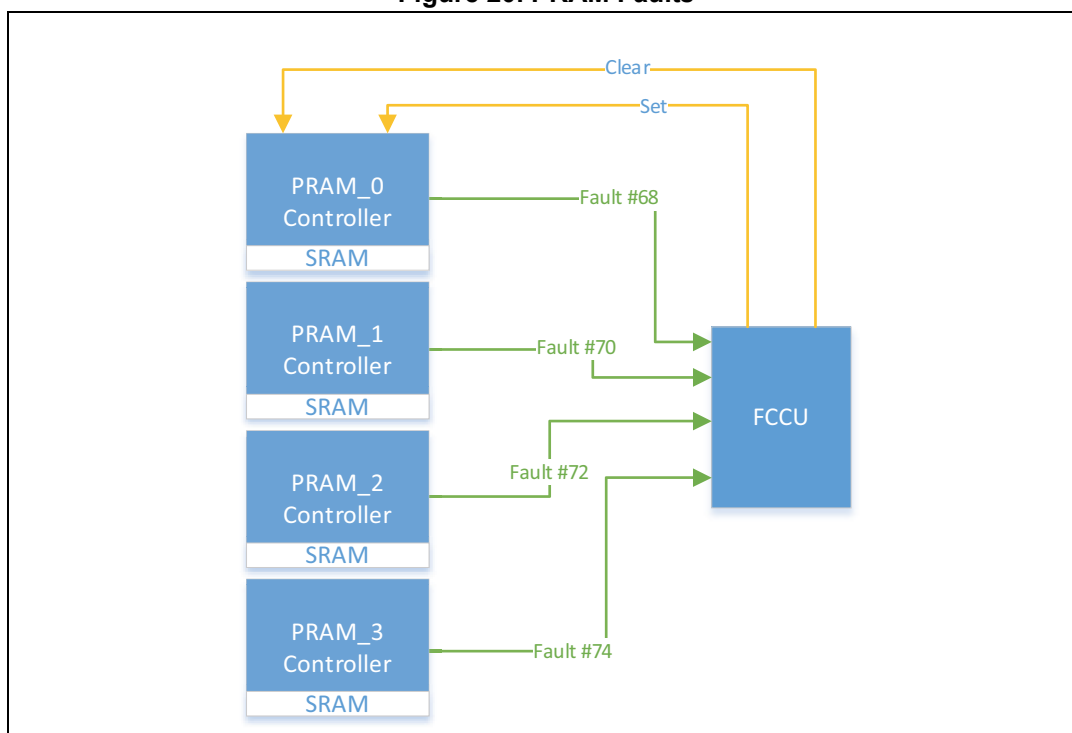 Clear
Set
PRAM_0
Controller
SRAM
Fault #68
PRAM_1
Controller
SRAM
Fault #70
FCCU
PRAM_2
Controller
SRAM
Fault #72
PRAM_3
Controller
SRAM
Fault #74